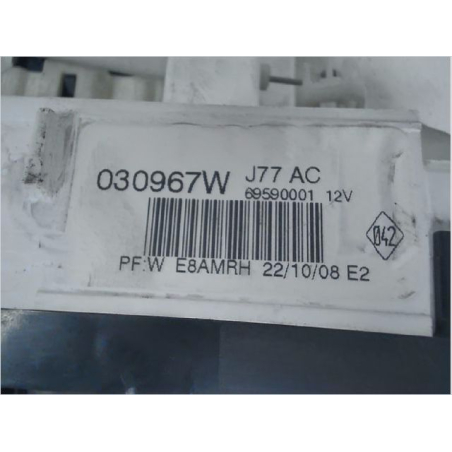 030967W J77 AC
69590001 12V
PF:W E8AMRH 22/10/08 E2
042